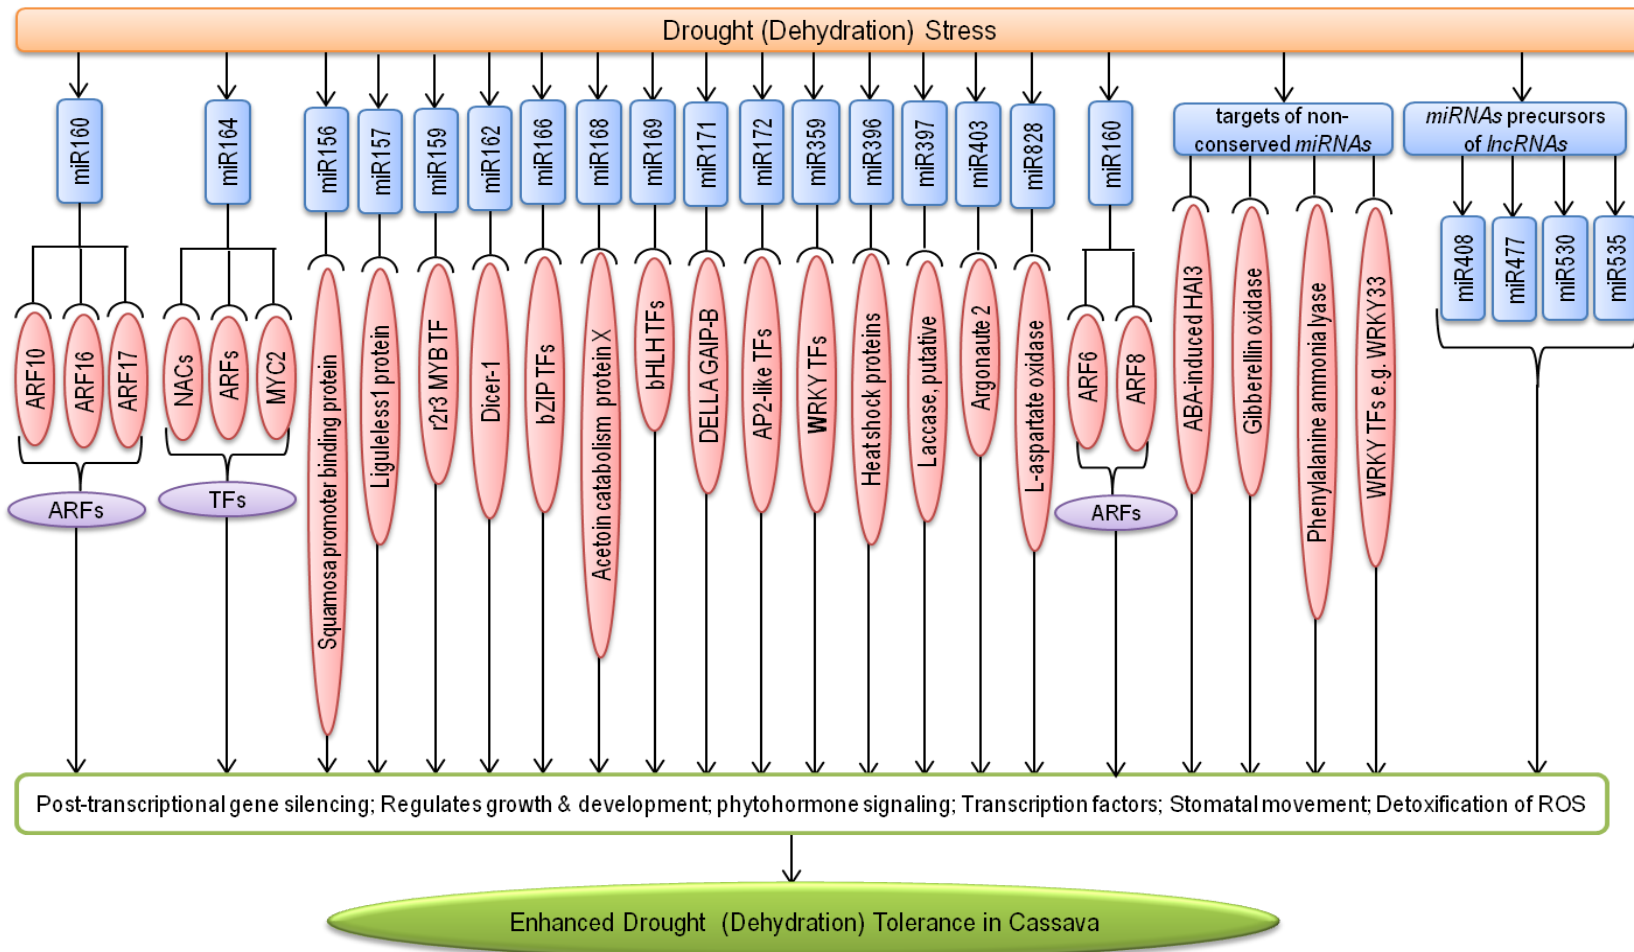 Drought (Dehydration) Stress
miR160
miR164
miR156
miR157
miR159
miR162
miR166
miR168
miR169
miR171
miR172
miR359
miR396
miR397
miR403
miR828
miR160
targets of non-
conserved miRNAs
miRNAs precursors
of lncRNAs
miR408
miR477
miR530
miR535
ARF10
ARF16
ARF17
NACs
ARFs
MYC2
Squamosa promoter binding protein
Liguleless1 protein
r2r3 MYB TF
Dicer-1
bZIP TFs
Acetoin catabolism protein X
bHLH TFs
DELLA GAIP-B
AP2-like TFs
WRKY TFs
Heat shock proteins
Laccase, putative
Argonaute 2
L-aspartate oxidase
ARF6
ARF8
ABA-induced HAI3
Gibberellin oxidase
Phenylalanine ammonia lyase
WRKY TFs e.g. WRKY33
ARFs
TFs
ARFs
Post-transcriptional gene silencing; Regulates growth & development; phytohormone signaling; Transcription factors; Stomatal movement; Detoxification of ROS
Enhanced Drought (Dehydration) Tolerance in Cassava